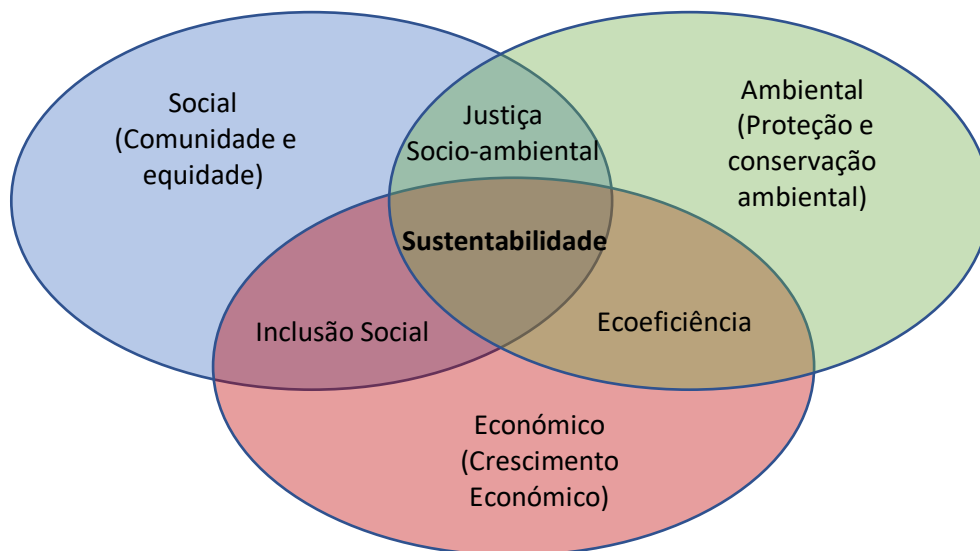 Social
(Comunidade e
equidade)
Justiça
Socio-ambiental
Ambiental
(Proteção e
conservação
ambiental)
Sustentabilidade
Inclusão Social
Ecoeficiência
Económico
(Crescimento
Económico)